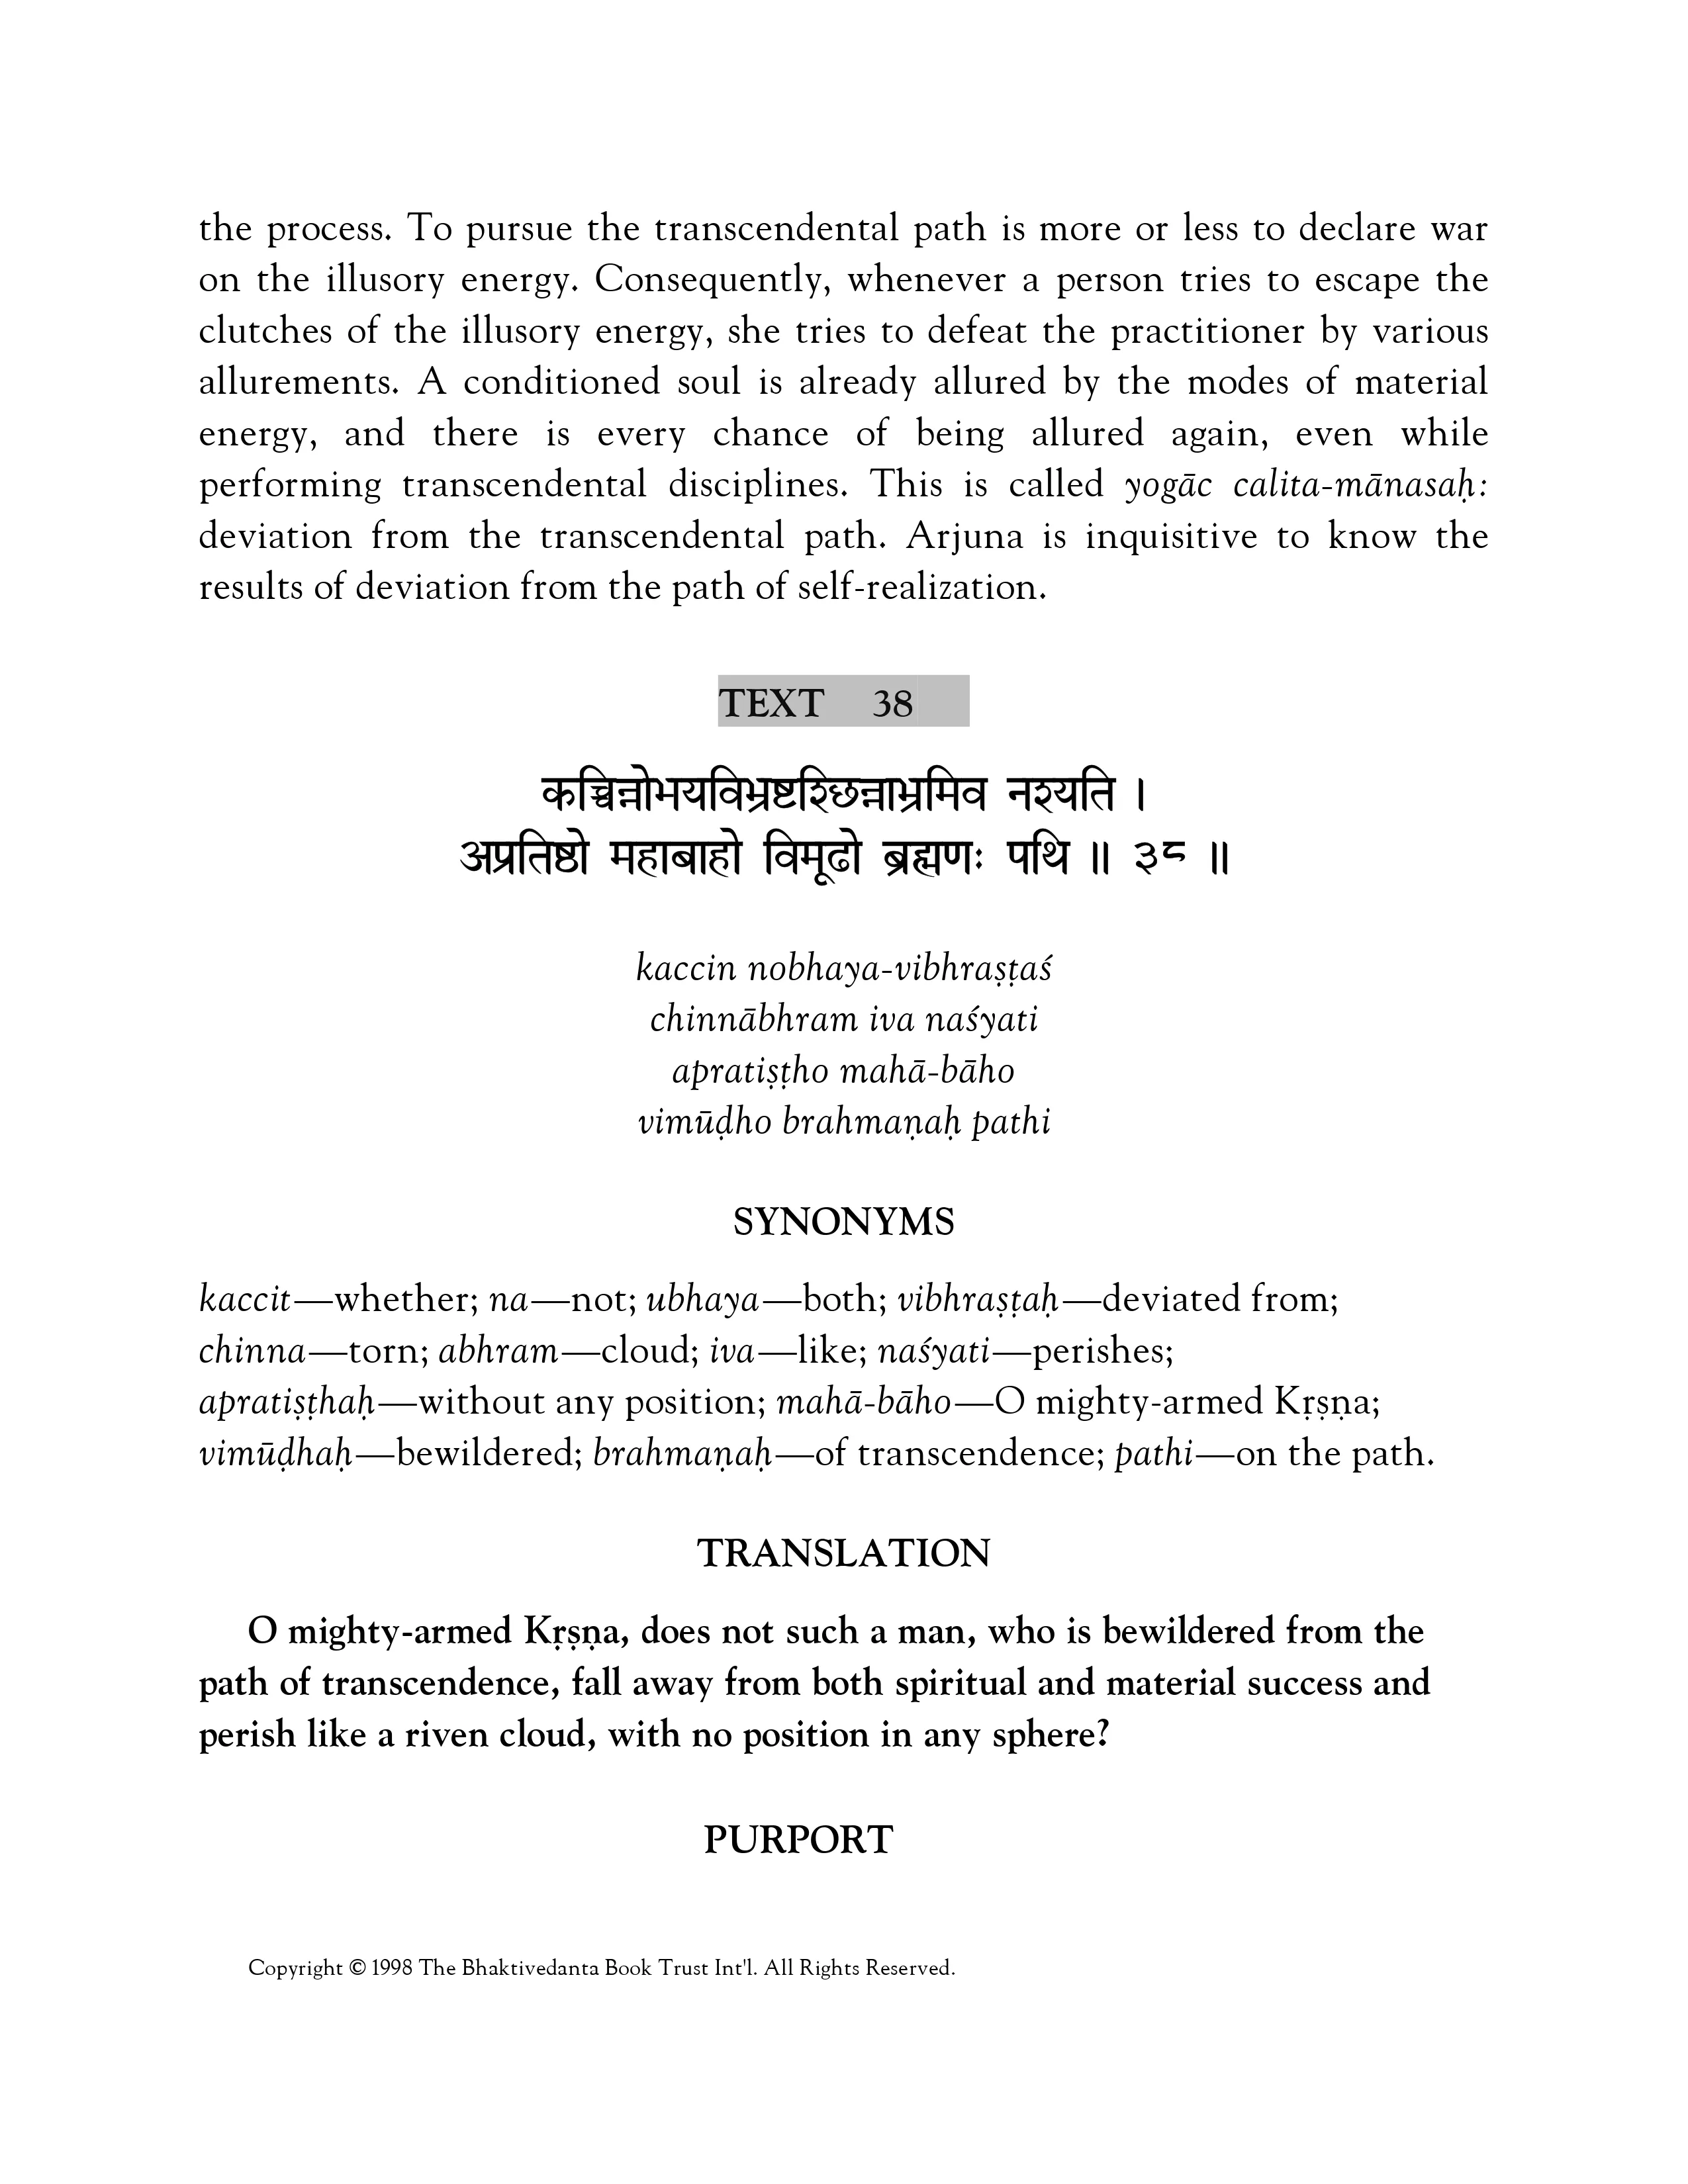 the process. To pursue the transcendental path is more or less to declare war
on the illusory energy. Consequently, whenever a person tries to escape the
clutches of the illusory energy, she tries to defeat the practitioner by various
allurements. A conditioned soul is already allured by the modes of material
energy, and there is every chance of being allured again, even while
performing transcendental disciplines. This is called yogāc calita-mānasaḥ:
deviation from the transcendental path. Arjuna is inquisitive to know the
results of deviation from the path of self-realization.
TEXT 38
कच्चिन्नोभयविभ्रष्टश्छिन्नाभ्रमिव नश्यति ।
अप्रतिष्ठो महाबाहो विमूढो ब्रह्मणः पथि ॥ ३८ ॥
kaccin nobhaya-vibhraṣṭaś
chinnābhram iva naśyati
apratiṣṭho mahā-bāho
vimūḍho brahmaṇaḥ pathi
SYNONYMS
kaccit—whether; na—not; ubhaya—both; vibhraṣṭaḥ—deviated from;
chinna—torn; abhram—cloud; iva—like; naśyati—perishes;
apratiṣṭhaḥ—without any position; mahā-bāho—O mighty-armed Kṛṣṇa;
vimūḍhaḥ—bewildered; brahmaṇaḥ—of transcendence; pathi—on the path.
TRANSLATION
O mighty-armed Kṛṣṇa, does not such a man, who is bewildered from the
path of transcendence, fall away from both spiritual and material success and
perish like a riven cloud, with no position in any sphere?
PURPORT
Copyright © 1998 The Bhaktivedanta Book Trust Int'l. All Rights Reserved.